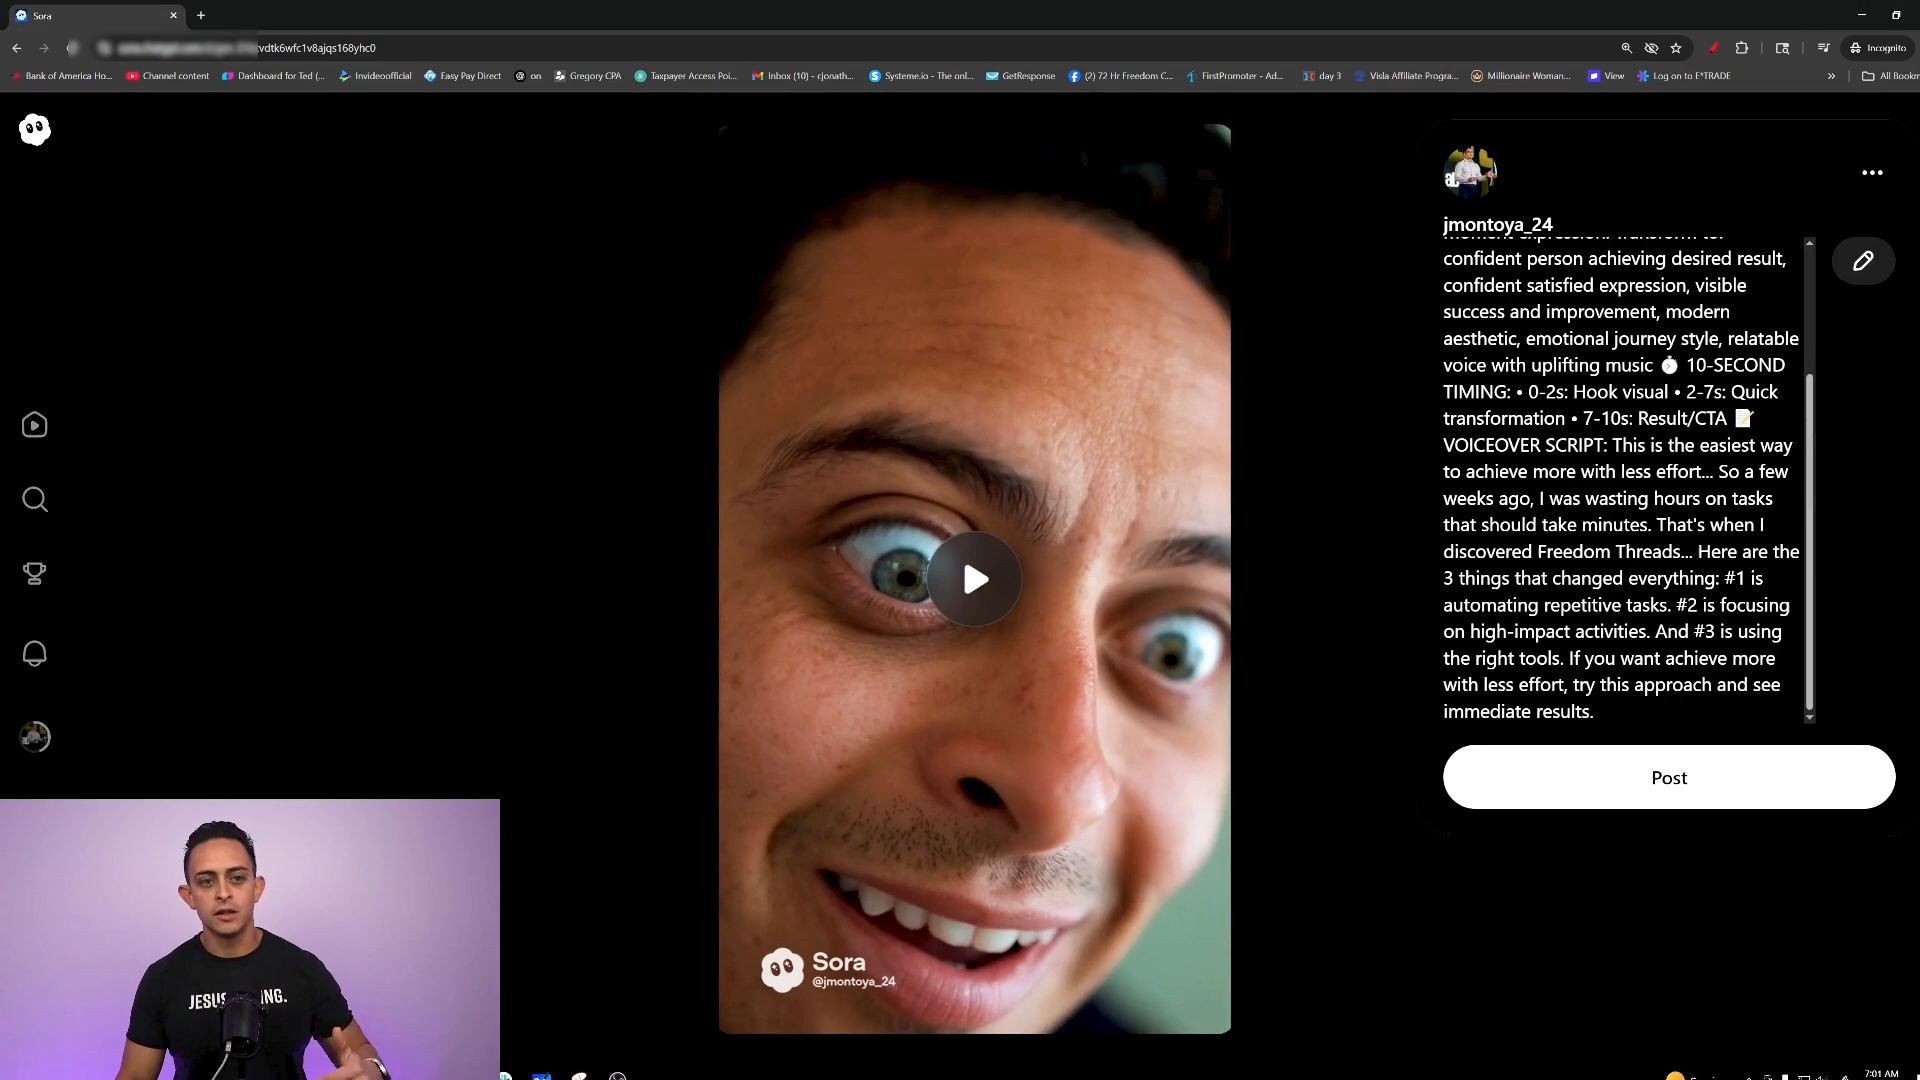 Sora
vdtk6wfc1v8ajqs168yhc0
Incognito
Bank of America Ho...
Channel content
Dashboard for Ted (...
Invideoofficial
Easy Pay Direct
on
Gregory CPA
Taxpayer Access Poi...
Inbox (10) - cjonath...
Systeme.io - The onl...
GetResponse
(2) 72 Hr Freedom C...
FirstPromoter - Ad...
day 3
Visla Affiliate Progra...
Millionaire Woman...
View
Log on to E*TRADE
»
All Bookm
jmontoya_24
confident person achieving desired result,
confident satisfied expression, visible
success and improvement, modern
aesthetic, emotional journey style, relatable
voice with uplifting music ⏱ 10-SECOND
TIMING: • 0-2s: Hook visual • 2-7s: Quick
transformation • 7-10s: Result/CTA 📝
VOICEOVER SCRIPT: This is the easiest way
to achieve more with less effort... So a few
weeks ago, I was wasting hours on tasks
that should take minutes. That's when I
discovered Freedom Threads... Here are the
3 things that changed everything: #1 is
automating repetitive tasks. #2 is focusing
on high-impact activities. And #3 is using
the right tools. If you want achieve more
with less effort, try this approach and see
immediate results.
Post
Sora
@jmontoya_24
7:01 AM